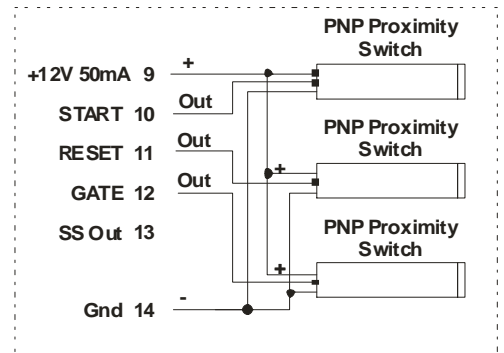 PNP Proximity
Switch
+
+12V 50mA 9
Out
START 10
Out
RESET 11
PNP Proximity
Switch
+
Out
GATE 12
SS Out 13
PNP Proximity
Switch
+
-
Gnd 14